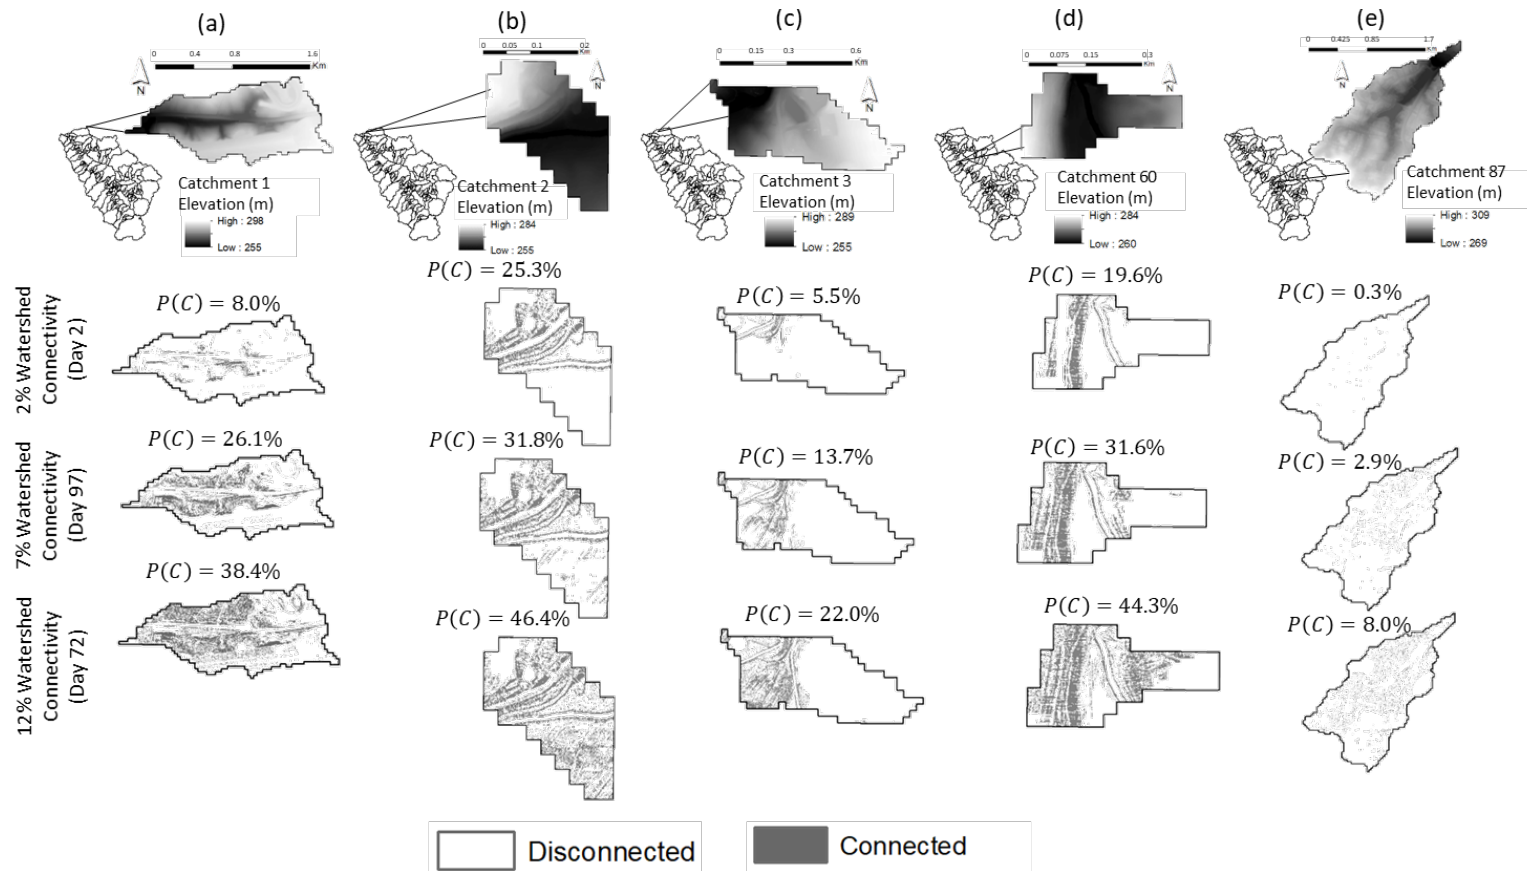 (a)
(b)
(c)
(d)
(e)
0 0.4 0.8 1.6
Km
N
0 0.05 0.1 0.2
Km
N
0 0.15 0.3 0.6
Km
N
0 0.075 0.15 0.3
Km
N
0 0.425 0.85 1.7
Km
N
Catchment 1
Elevation (m)
High : 298
Low : 255
Catchment 2
Elevation (m)
High : 284
Low : 255
Catchment 3
Elevation (m)
High : 289
Low : 255
Catchment 60
Elevation (m)
High : 284
Low : 260
Catchment 87
Elevation (m)
High : 309
Low : 269
2% Watershed
Connectivity
(Day 2)
P(C) = 8.0%
P(C) = 25.3%
P(C) = 5.5%
P(C) = 19.6%
P(C) = 0.3%
7% Watershed
Connectivity
(Day 97)
P(C) = 26.1%
P(C) = 31.8%
P(C) = 13.7%
P(C) = 31.6%
P(C) = 2.9%
12% Watershed
Connectivity
(Day 72)
P(C) = 38.4%
P(C) = 46.4%
P(C) = 22.0%
P(C) = 44.3%
P(C) = 8.0%
Disconnected
Connected